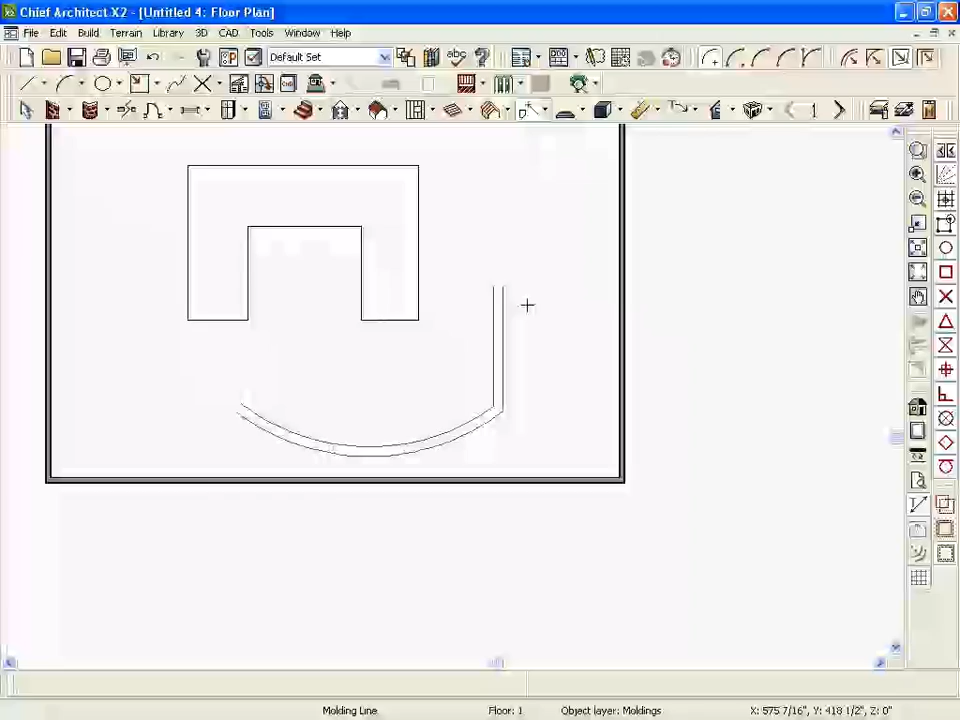 Chief Architect X2 - [Untitled 4: Floor Plan]
File Edit Build Terrain Library 3D CAD Tools Window Help
Default Set
1
Molding Line Floor: 1 Object layer: Moldings X: 575 7/16", Y: 418 1/2", Z: 0"